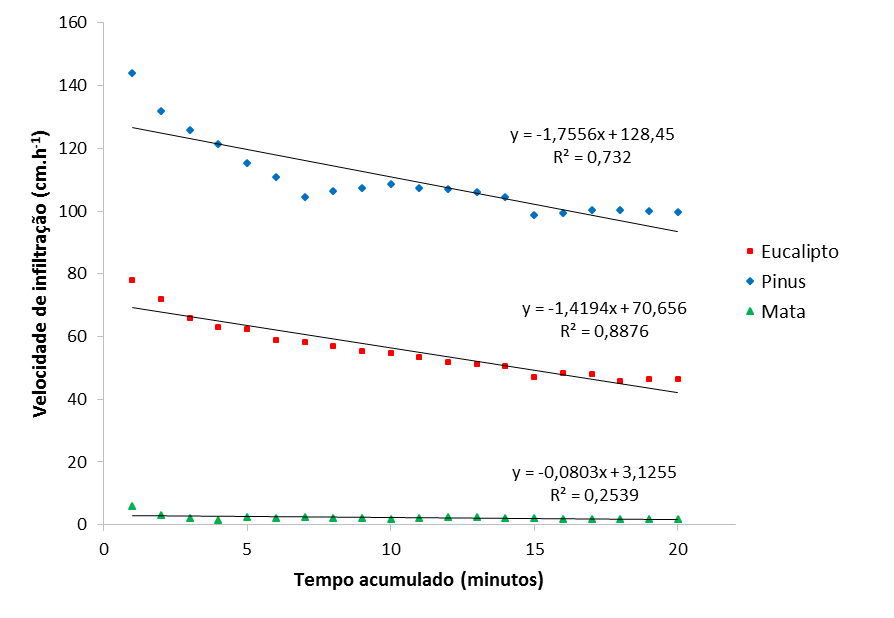 160
140
120
100
80
60
40
20
0
Velocidade de infiltração (cm.h⁻¹)
y = -1,7556x + 128,45
R² = 0,732
y = -1,4194x + 70,656
R² = 0,8876
y = -0,0803x + 3,1255
R² = 0,2539
Eucalipto
Pinus
Mata
0 5 10 15 20
Tempo acumulado (minutos)